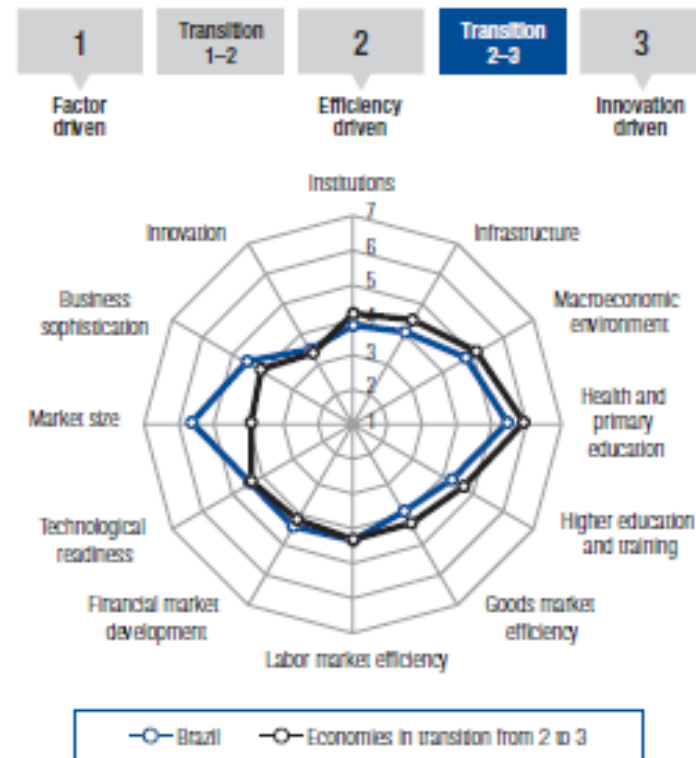 1
Transition
1–2
2
Transition
2–3
3
Factor
driven
Efficiency
driven
Innovation
driven
Institutions
Innovation
7
Infrastructure
6
Business
sophistication
5
Macroeconomic
environment
4
3
Market size
2
1
Health and
primary
education
Technological
readiness
Higher education
and training
Financial market
development
Goods market
efficiency
Labor market efficiency
Brazil
Economies in transition from 2 to 3